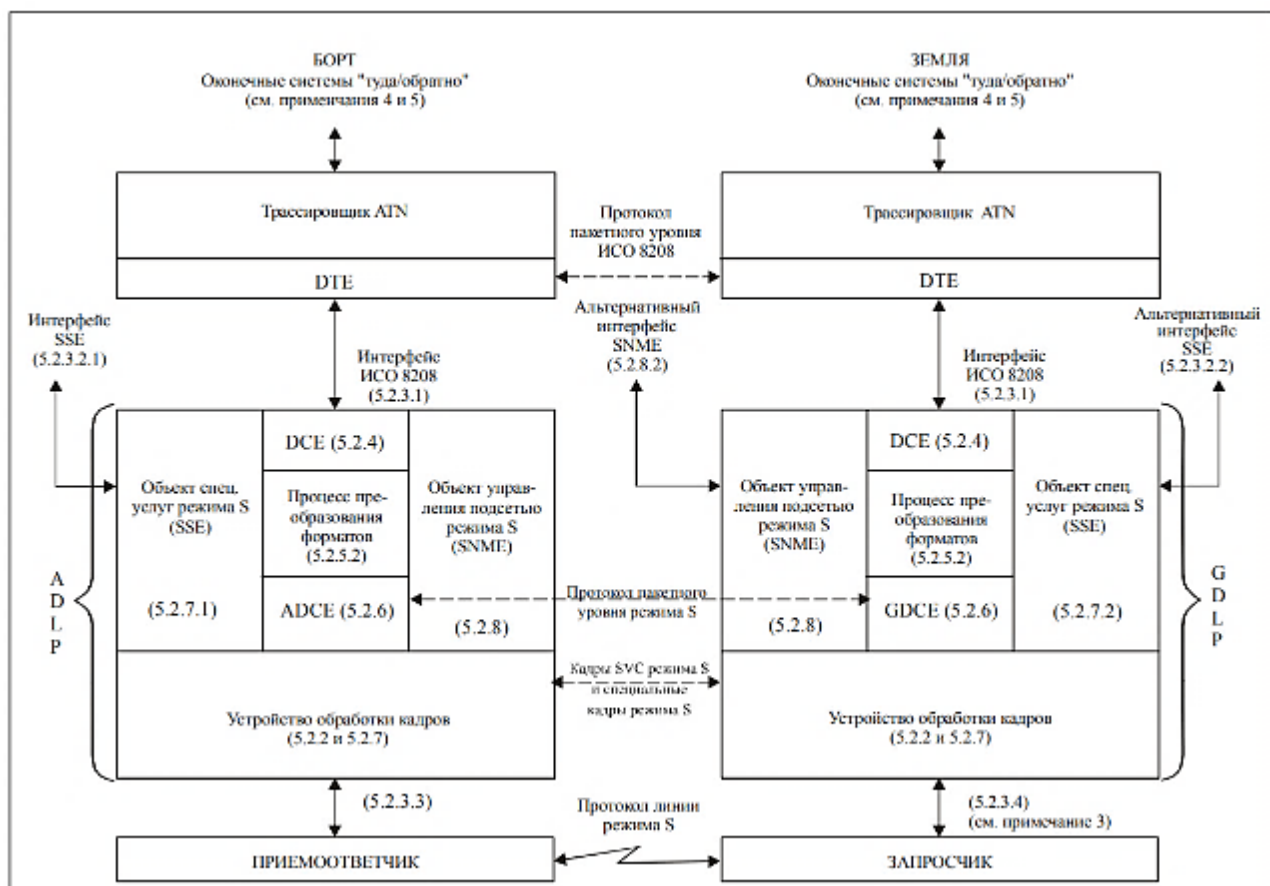 БОРТ
Оконечные системы "туда/обратно"
(см. применчания 4 и 5)
ЗЕМЛЯ
Оконечные системы "туда/обратно"
(см. примечания 4 и 5)
Трассировщик ATN
DTE
Протокол
пакетного уровня
ИСО 8208
Трассировщик ATN
DTE
Интерфейс
SSE
(5.2.3.2.1)
Интерфейс
ИСО 8208
(5.2.3.1)
Альтернативный
интерфейс
SNME
(5.2.8.2)
Интерфейс
ИСО 8208
(5.2.3.1)
Альтернативный
интерфейс
SSE
(5.2.3.2.2)
A
D
L
P
Объект спец.
услуг режима S
(SSE)
(5.2.7.1)
DCE (5.2.4)
Процесс пре-
образования
форматов
(5.2.5.2)
ADCE (5.2.6)
Объект управ-
ления подсетью
режима S
(SNME)
(5.2.8)
Протокол пакетного
уровня режима S
Объект управ-
ления подсетью
режима S
(SNME)
(5.2.8)
DCE (5.2.4)
Процесс пре-
образования
форматов
(5.2.5.2)
GDCE (5.2.6)
Объект спец.
услуг режима S
(SSE)
(5.2.7.2)
G
D
L
P
Устройство обработки кадров
(5.2.2 и 5.2.7)
Кадры SVC режима S
и специальные
кадры режима S
Устройство обработки кадров
(5.2.2 и 5.2.7)
(5.2.3.3)
Протокол линии
режима S
(5.2.3.4)
(см. примечание 3)
ПРИЕМООТВЕТЧИК
ЗАПРОСЧИК